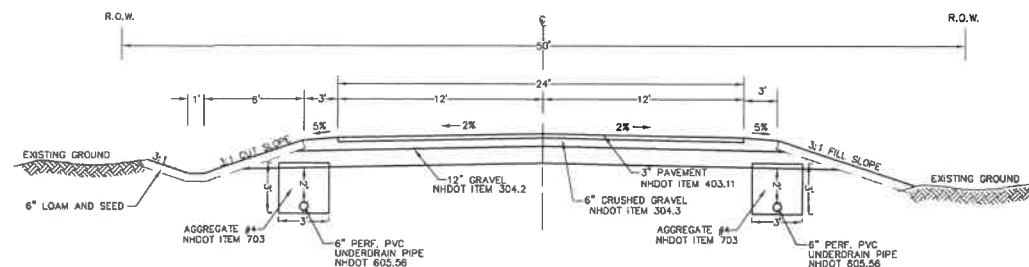 R.O.W.
℄
R.O.W.
50'
24'
1'
6'
3'
12'
12'
3'
5%
2%
2%
5%
EXISTING GROUND
3:1
3:1 CUT SLOPE
3:1 FILL SLOPE
EXISTING GROUND
6" LOAM AND SEED
3'
2'
12" GRAVEL
NHDOT ITEM 304.2
3" PAVEMENT
NHDOT ITEM 403.11
6" CRUSHED GRAVEL
NHDOT ITEM 304.3
2'
3'
3'
3'
AGGREGATE #4
NHDOT ITEM 703
6" PERF. PVC
UNDERDRAIN PIPE
NHDOT 605.56
AGGREGATE #4
NHDOT ITEM 703
6" PERF. PVC
UNDERDRAIN PIPE
NHDOT 605.56